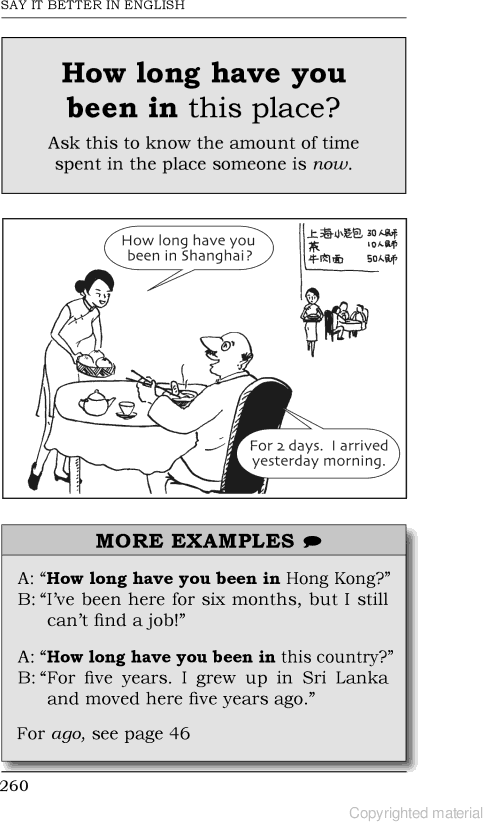 SAY IT BETTER IN ENGLISH
How long have you
been in this place?
Ask this to know the amount of time
spent in the place someone is now.
How long have you
been in Shanghai?
上海小笼包 30人民币
茶 10人民币
牛肉面 50人民币
For 2 days. I arrived
yesterday morning.
MORE EXAMPLES
A: “How long have you been in Hong Kong?”
B: “I’ve been here for six months, but I still
can’t find a job!”
A: “How long have you been in this country?”
B: “For five years. I grew up in Sri Lanka
and moved here five years ago.”
For ago, see page 46
260
Copyrighted material